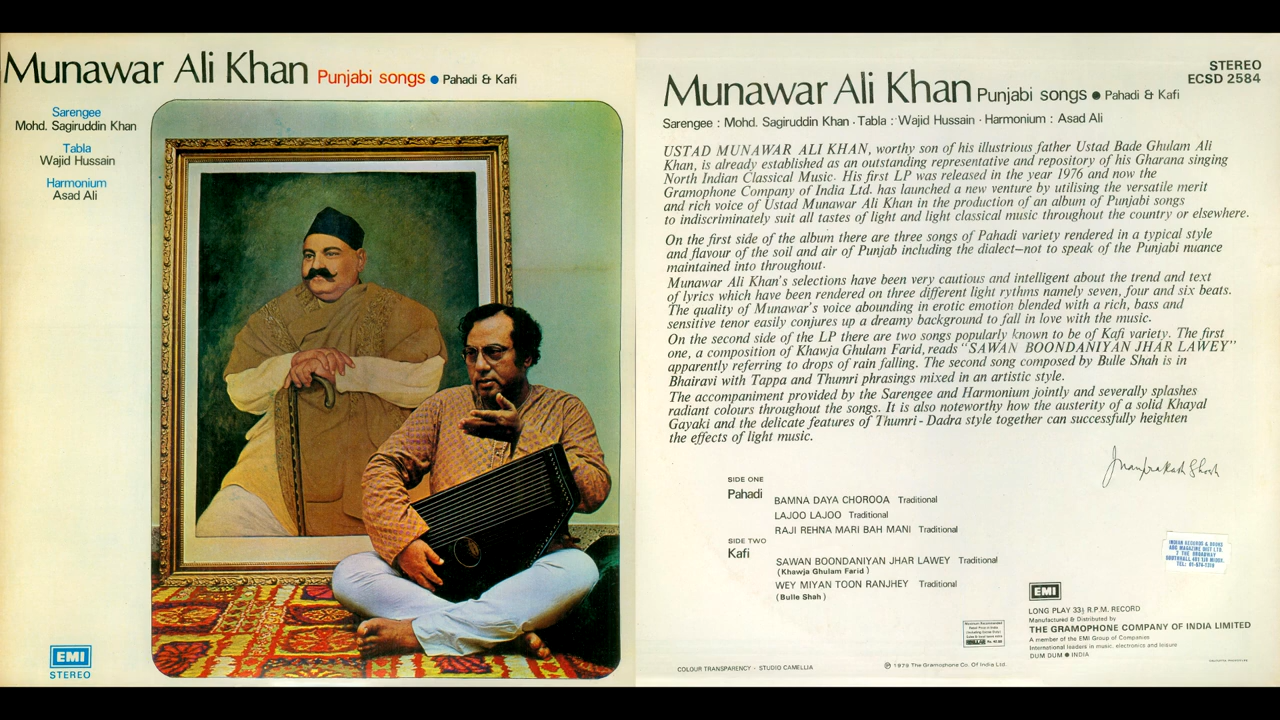 Munawar Ali Khan Punjabi songs ● Pahadi & Kafi
Sarengee
Mohd. Sagiruddin Khan
Tabla
Wajid Hussain
Harmonium
Asad Ali
EMI
STEREO
STEREO
ECSD 2584
Munawar Ali Khan Punjabi songs ● Pahadi & Kafi
Sarengee : Mohd. Sagiruddin Khan · Tabla : Wajid Hussain · Harmonium : Asad Ali
USTAD MUNAWAR ALI KHAN, worthy son of his illustrious father Ustad Bade Ghulam Ali
Khan, is already established as an outstanding representative and repository of his Gharana singing
North Indian Classical Music. His first LP was released in the year 1976 and now the
Gramophone Company of India Ltd. has launched a new venture by utilising the versatile merit
and rich voice of Ustad Munawar Ali Khan in the production of an album of Punjabi songs
to indiscriminately suit all tastes of light and light classical music throughout the country or elsewhere.
On the first side of the album there are three songs of Pahadi variety rendered in a typical style
and flavour of the soil and air of Punjab including the dialect—not to speak of the Punjabi nuance
maintained into throughout.
Munawar Ali Khan's selections have been very cautious and intelligent about the trend and text
of lyrics which have been rendered on three different light rythms namely seven, four and six beats.
The quality of Munawar's voice abounding in erotic emotion blended with a rich, bass and
sensitive tenor easily conjures up a dreamy background to fall in love with the music.
On the second side of the LP there are two songs popularly known to be of Kafi variety. The first
one, a composition of Khawja Ghulam Farid, reads "SAWAN BOONDANIYAN JHAR LAWEY"
apparently referring to drops of rain falling. The second song composed by Bulle Shah is in
Bhairavi with Tappa and Thumri phrasings mixed in an artistic style.
The accompaniment provided by the Sarengee and Harmonium jointly and severally splashes
radiant colours throughout the songs. It is also noteworthy how the austerity of a solid Khayal
Gayaki and the delicate features of Thumri - Dadra style together can successfully heighten
the effects of light music.
SIDE ONE
Pahadi
BAMNA DAYA CHOROOA Traditional
LAJOO LAJOO Traditional
RAJI REHNA MARI BAH MANI Traditional
SIDE TWO
Kafi
SAWAN BOONDANIYAN JHAR LAWEY Traditional
(Khawja Ghulam Farid)
WEY MIYAN TOON RANJHEY Traditional
(Bulle Shah)
INDIAN RECORDS & BOOKS
ABC MAGAZINE DIST LTD.
7 THE BROADWAY
EMI
LONG PLAY 33⅓ R.P.M. RECORD
Manufactured & Distributed by
THE GRAMOPHONE COMPANY OF INDIA LIMITED
A member of the EMI Group of Companies
International leaders in music, electronics and leisure
DUM DUM ● INDIA
COLOUR TRANSPARENCY · STUDIO CAMELLIA
℗ 1979 The Gramophone Co. Of India Ltd.